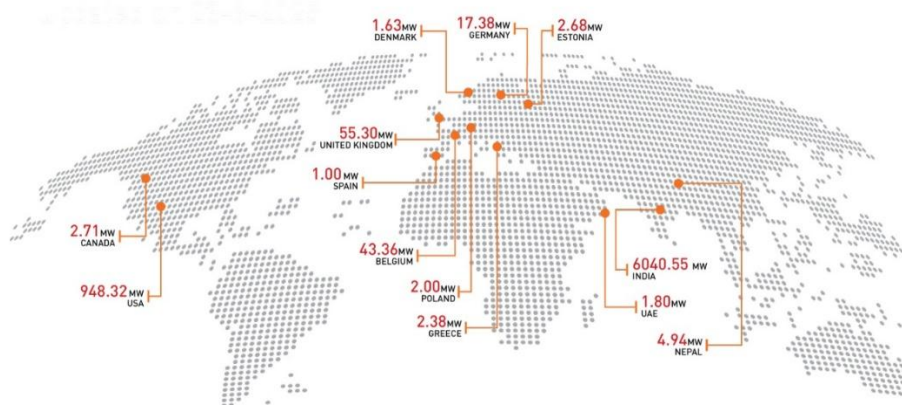 1.63MW
DENMARK
17.38MW
GERMANY
2.68MW
ESTONIA
55.30MW
UNITED KINGDOM
1.00MW
SPAIN
2.71MW
CANADA
43.36MW
BELGIUM
6040.55 MW
INDIA
948.32MW
USA
2.00MW
POLAND
1.80MW
UAE
2.38MW
GREECE
4.94MW
NEPAL